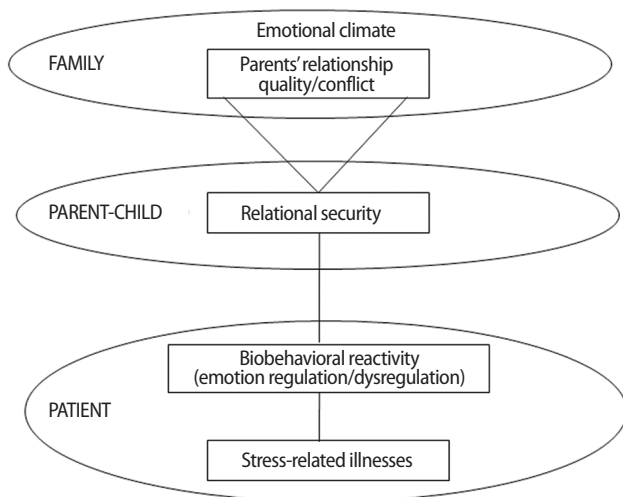 Emotional climate
FAMILY
Parents' relationship
quality/conflict
PARENT-CHILD
Relational security
Biobehavioral reactivity
(emotion regulation/dysregulation)
PATIENT
Stress-related illnesses